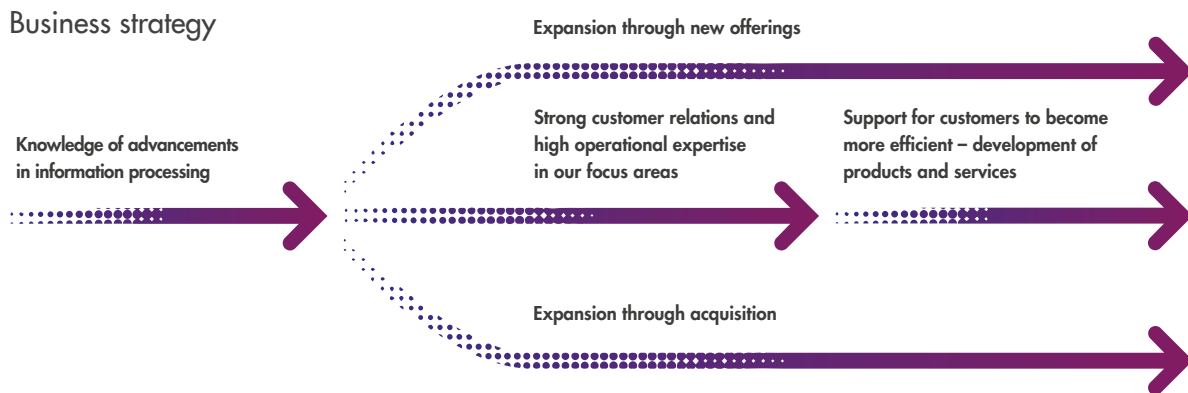 Business strategy
Expansion through new offerings
Knowledge of advancements
in information processing
Strong customer relations and
high operational expertise
in our focus areas
Support for customers to become
more efficient – development of
products and services
Expansion through acquisition